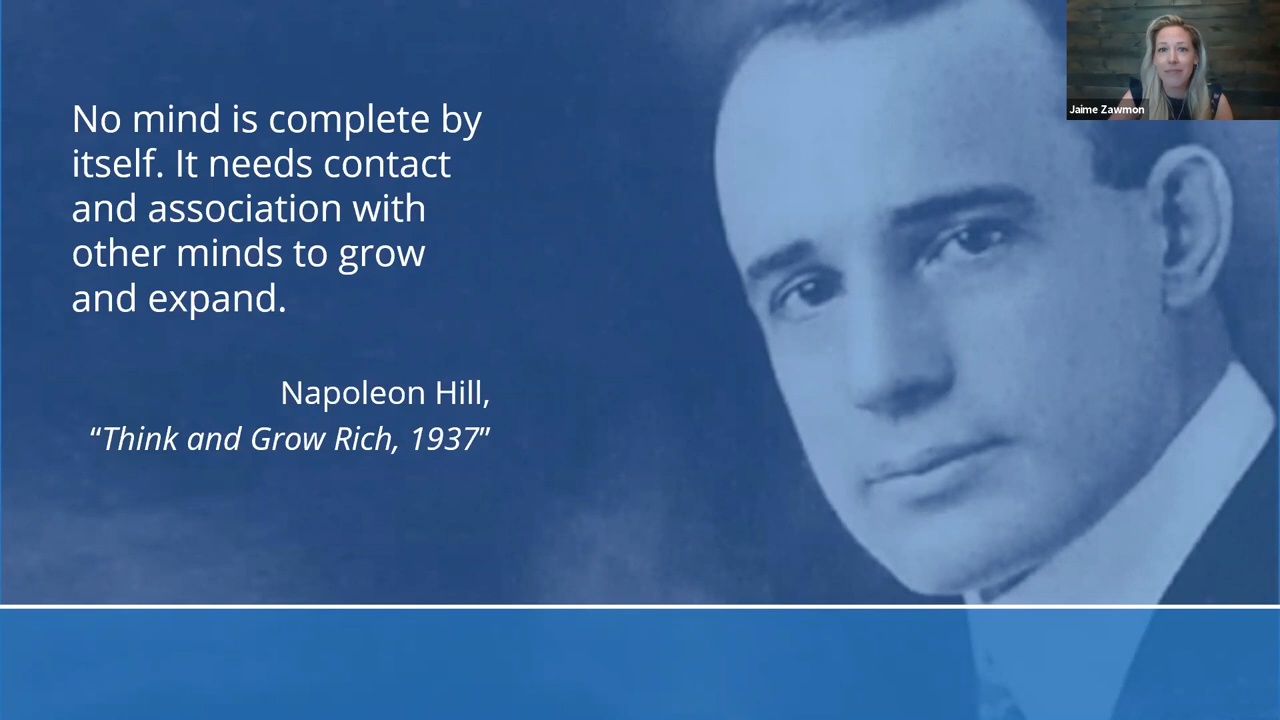 No mind is complete by
itself. It needs contact
and association with
other minds to grow
and expand.
Napoleon Hill,
“Think and Grow Rich, 1937”
Jaime Zawmon